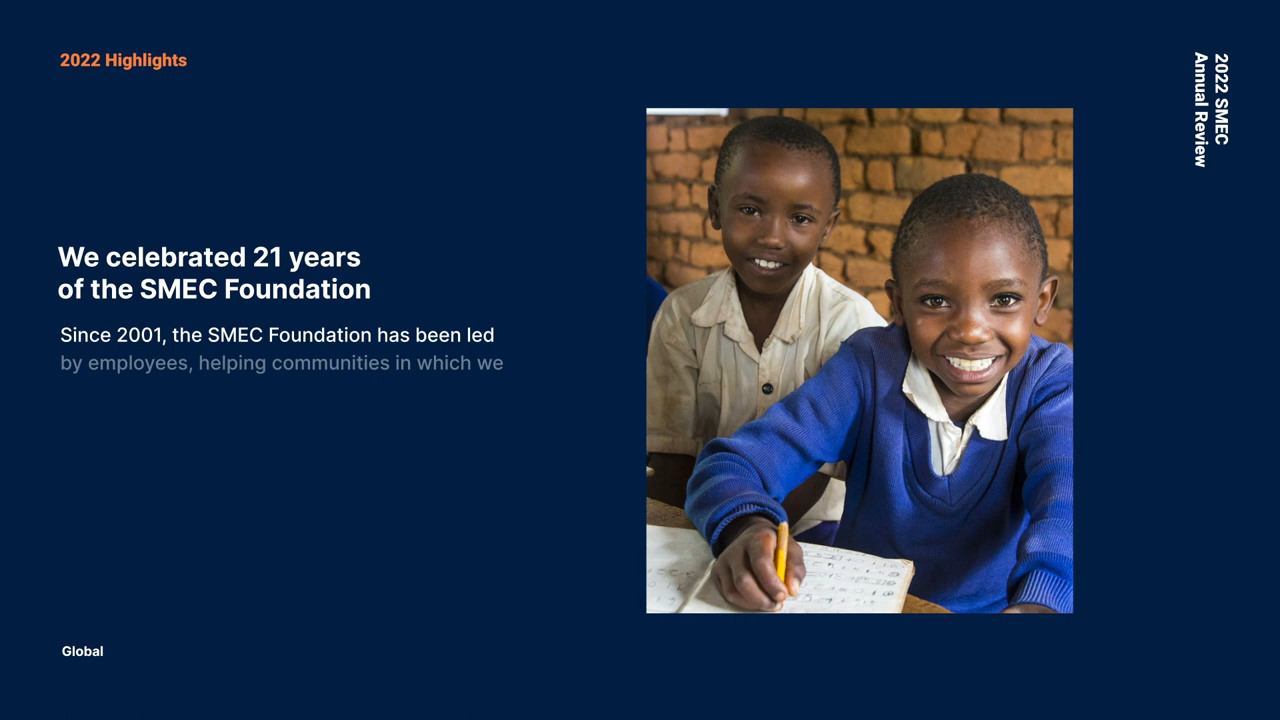 2022 Highlights
2022 SMEC
Annual Review
We celebrated 21 years
of the SMEC Foundation
Since 2001, the SMEC Foundation has been led
by employees, helping communities in which we
Global